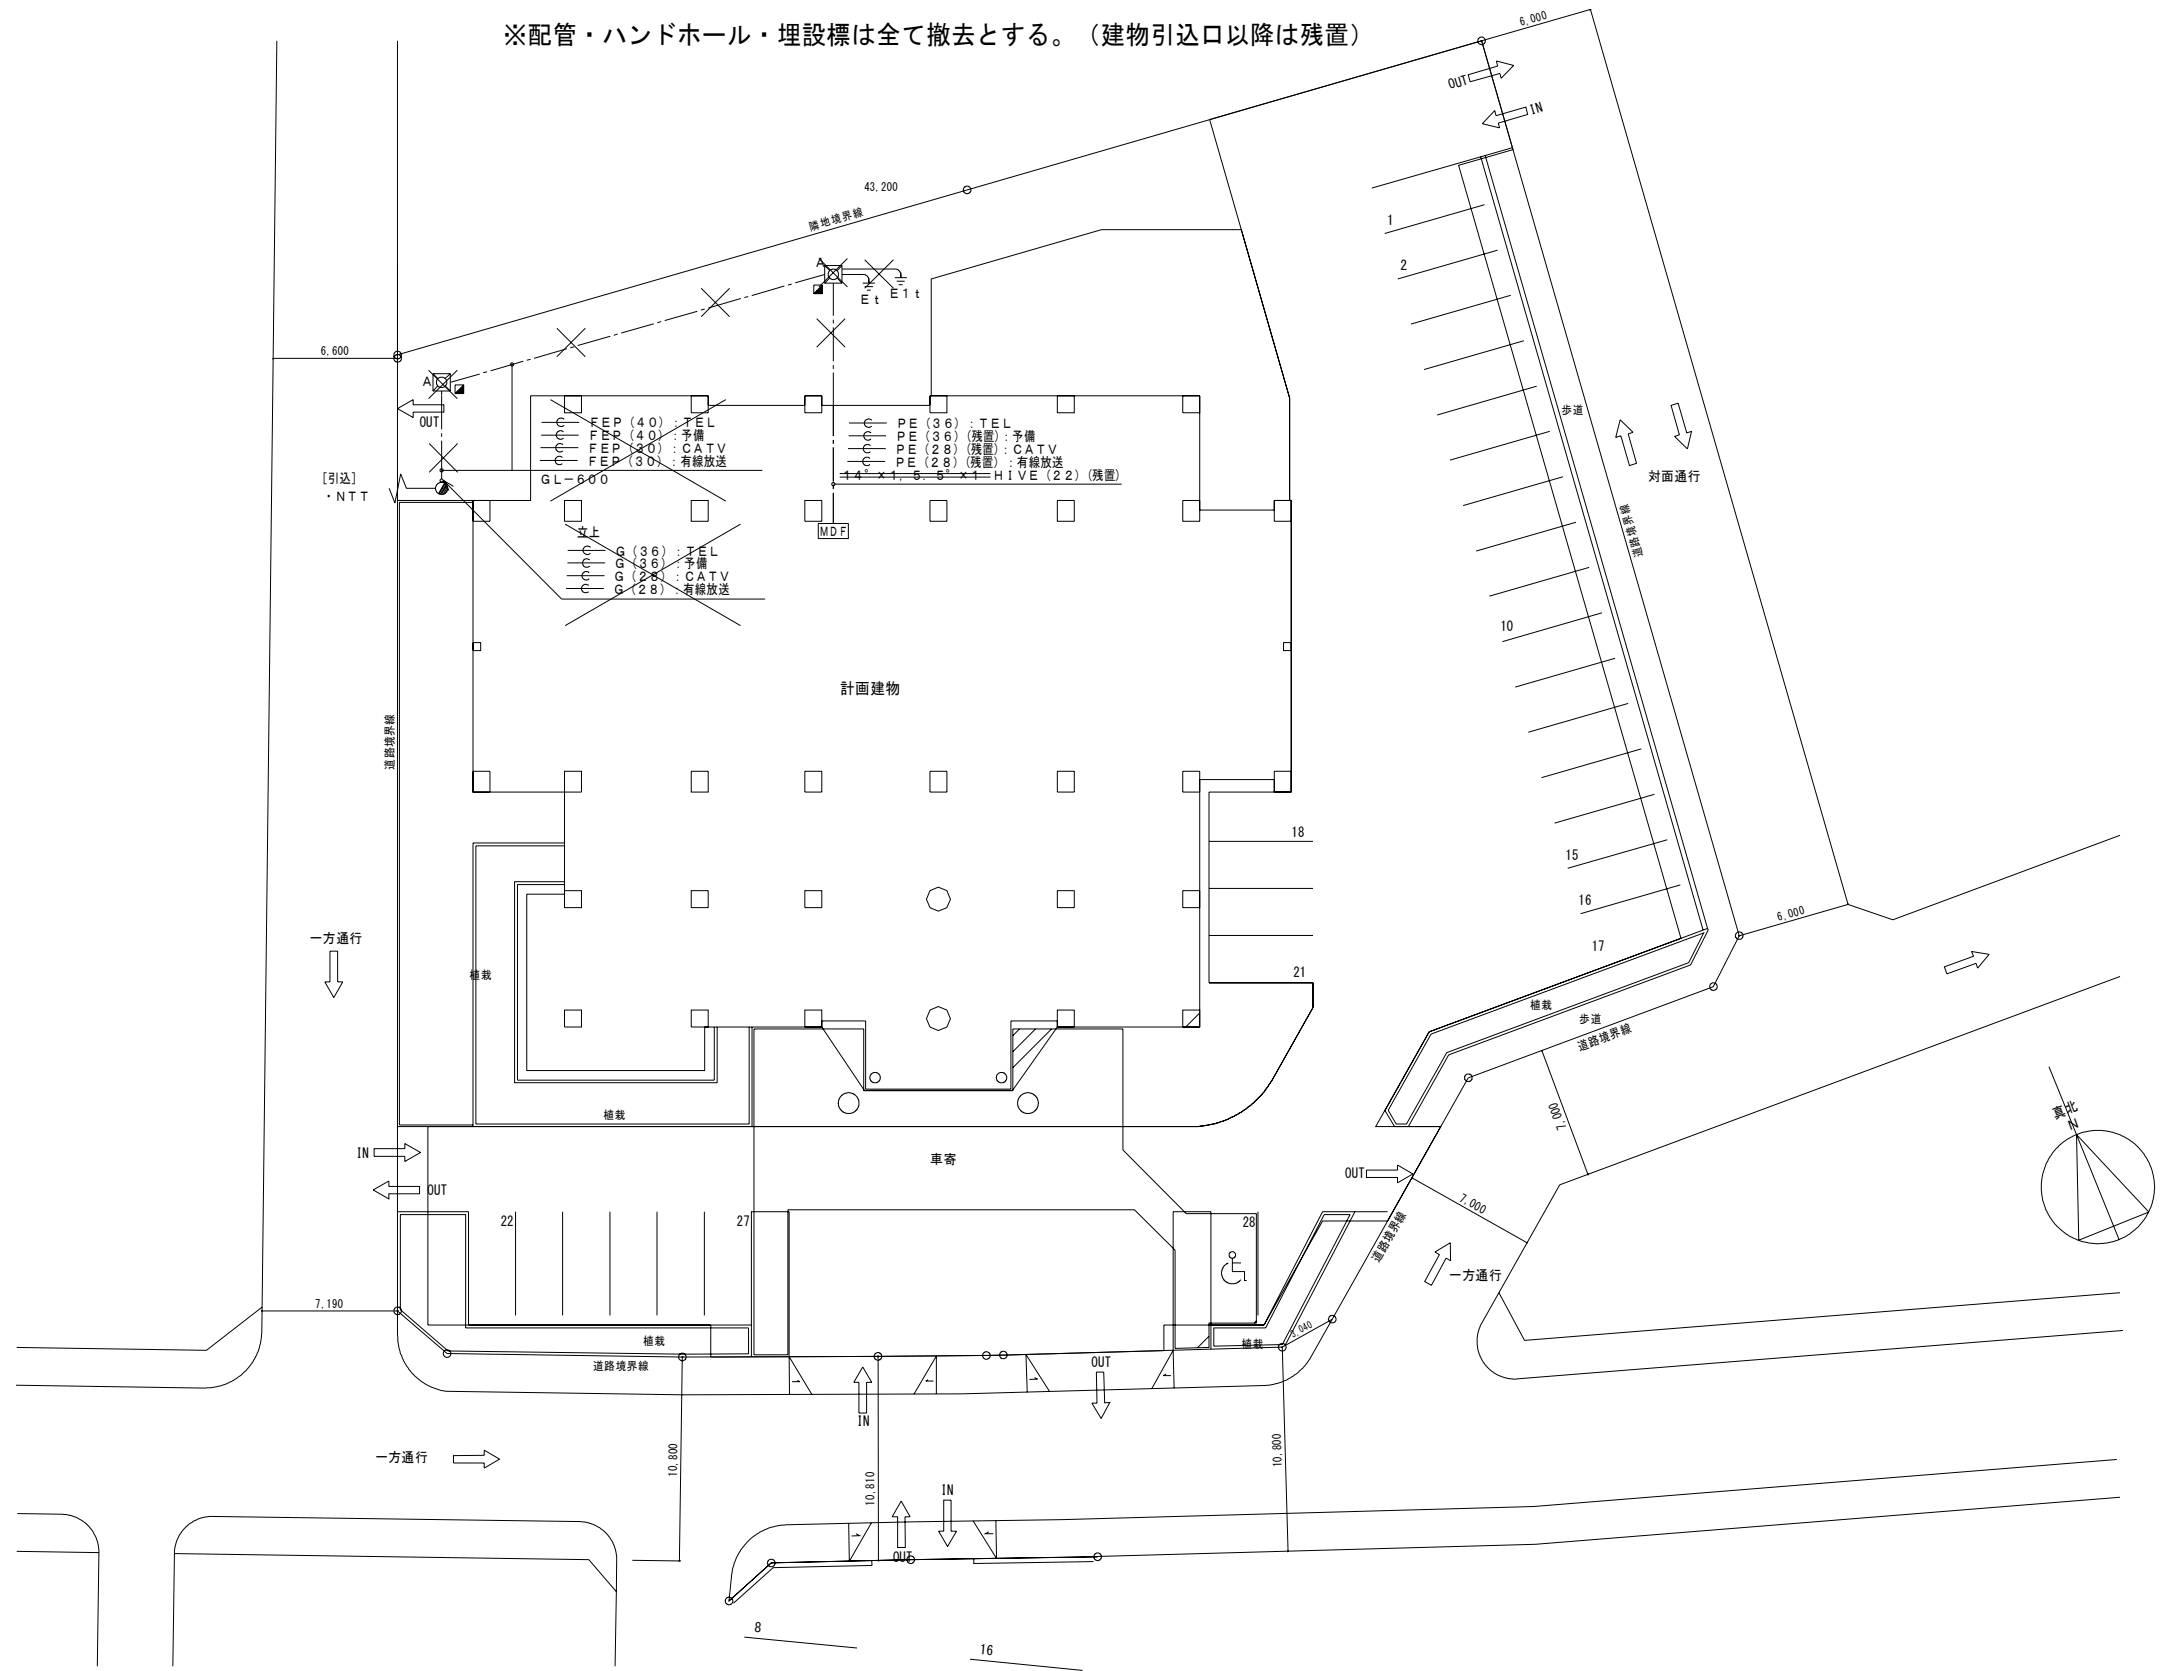 ※配管・ハンドホール・埋設標は全て撤去とする。（建物引込口以降は残置）
6,000
OUT
IN
43,200
隣地境界線
1
2
A
Et
E1t
6,600
A
OUT
[引込]
・NTT
C FEP（40）：TEL
C FEP（40）：予備
C FEP（30）：CATV
C FEP（30）：有線放送
GL－600
C PE（36）：TEL
C PE（36）（残置）：予備
C PE（28）（残置）：CATV
C PE（28）（残置）：有線放送
14°×1, 5.5°×1 HIVE（22）（残置）
MDF
立上
C G（36）：TEL
C G（36）：予備
C G（28）：CATV
C G（28）：有線放送
歩道
対面通行
道路境界線
10
計画建物
道路境界線
18
15
16
17
6,000
一方通行
植栽
21
植栽
歩道
道路境界線
植栽
7,000
真北
N
IN
OUT
車寄
OUT
7,000
22
27
28
道路境界線
一方通行
7,190
植栽
道路境界線
植栽
3,040
OUT
IN
一方通行
10,800
10,810
10,800
IN
OUT
8
16